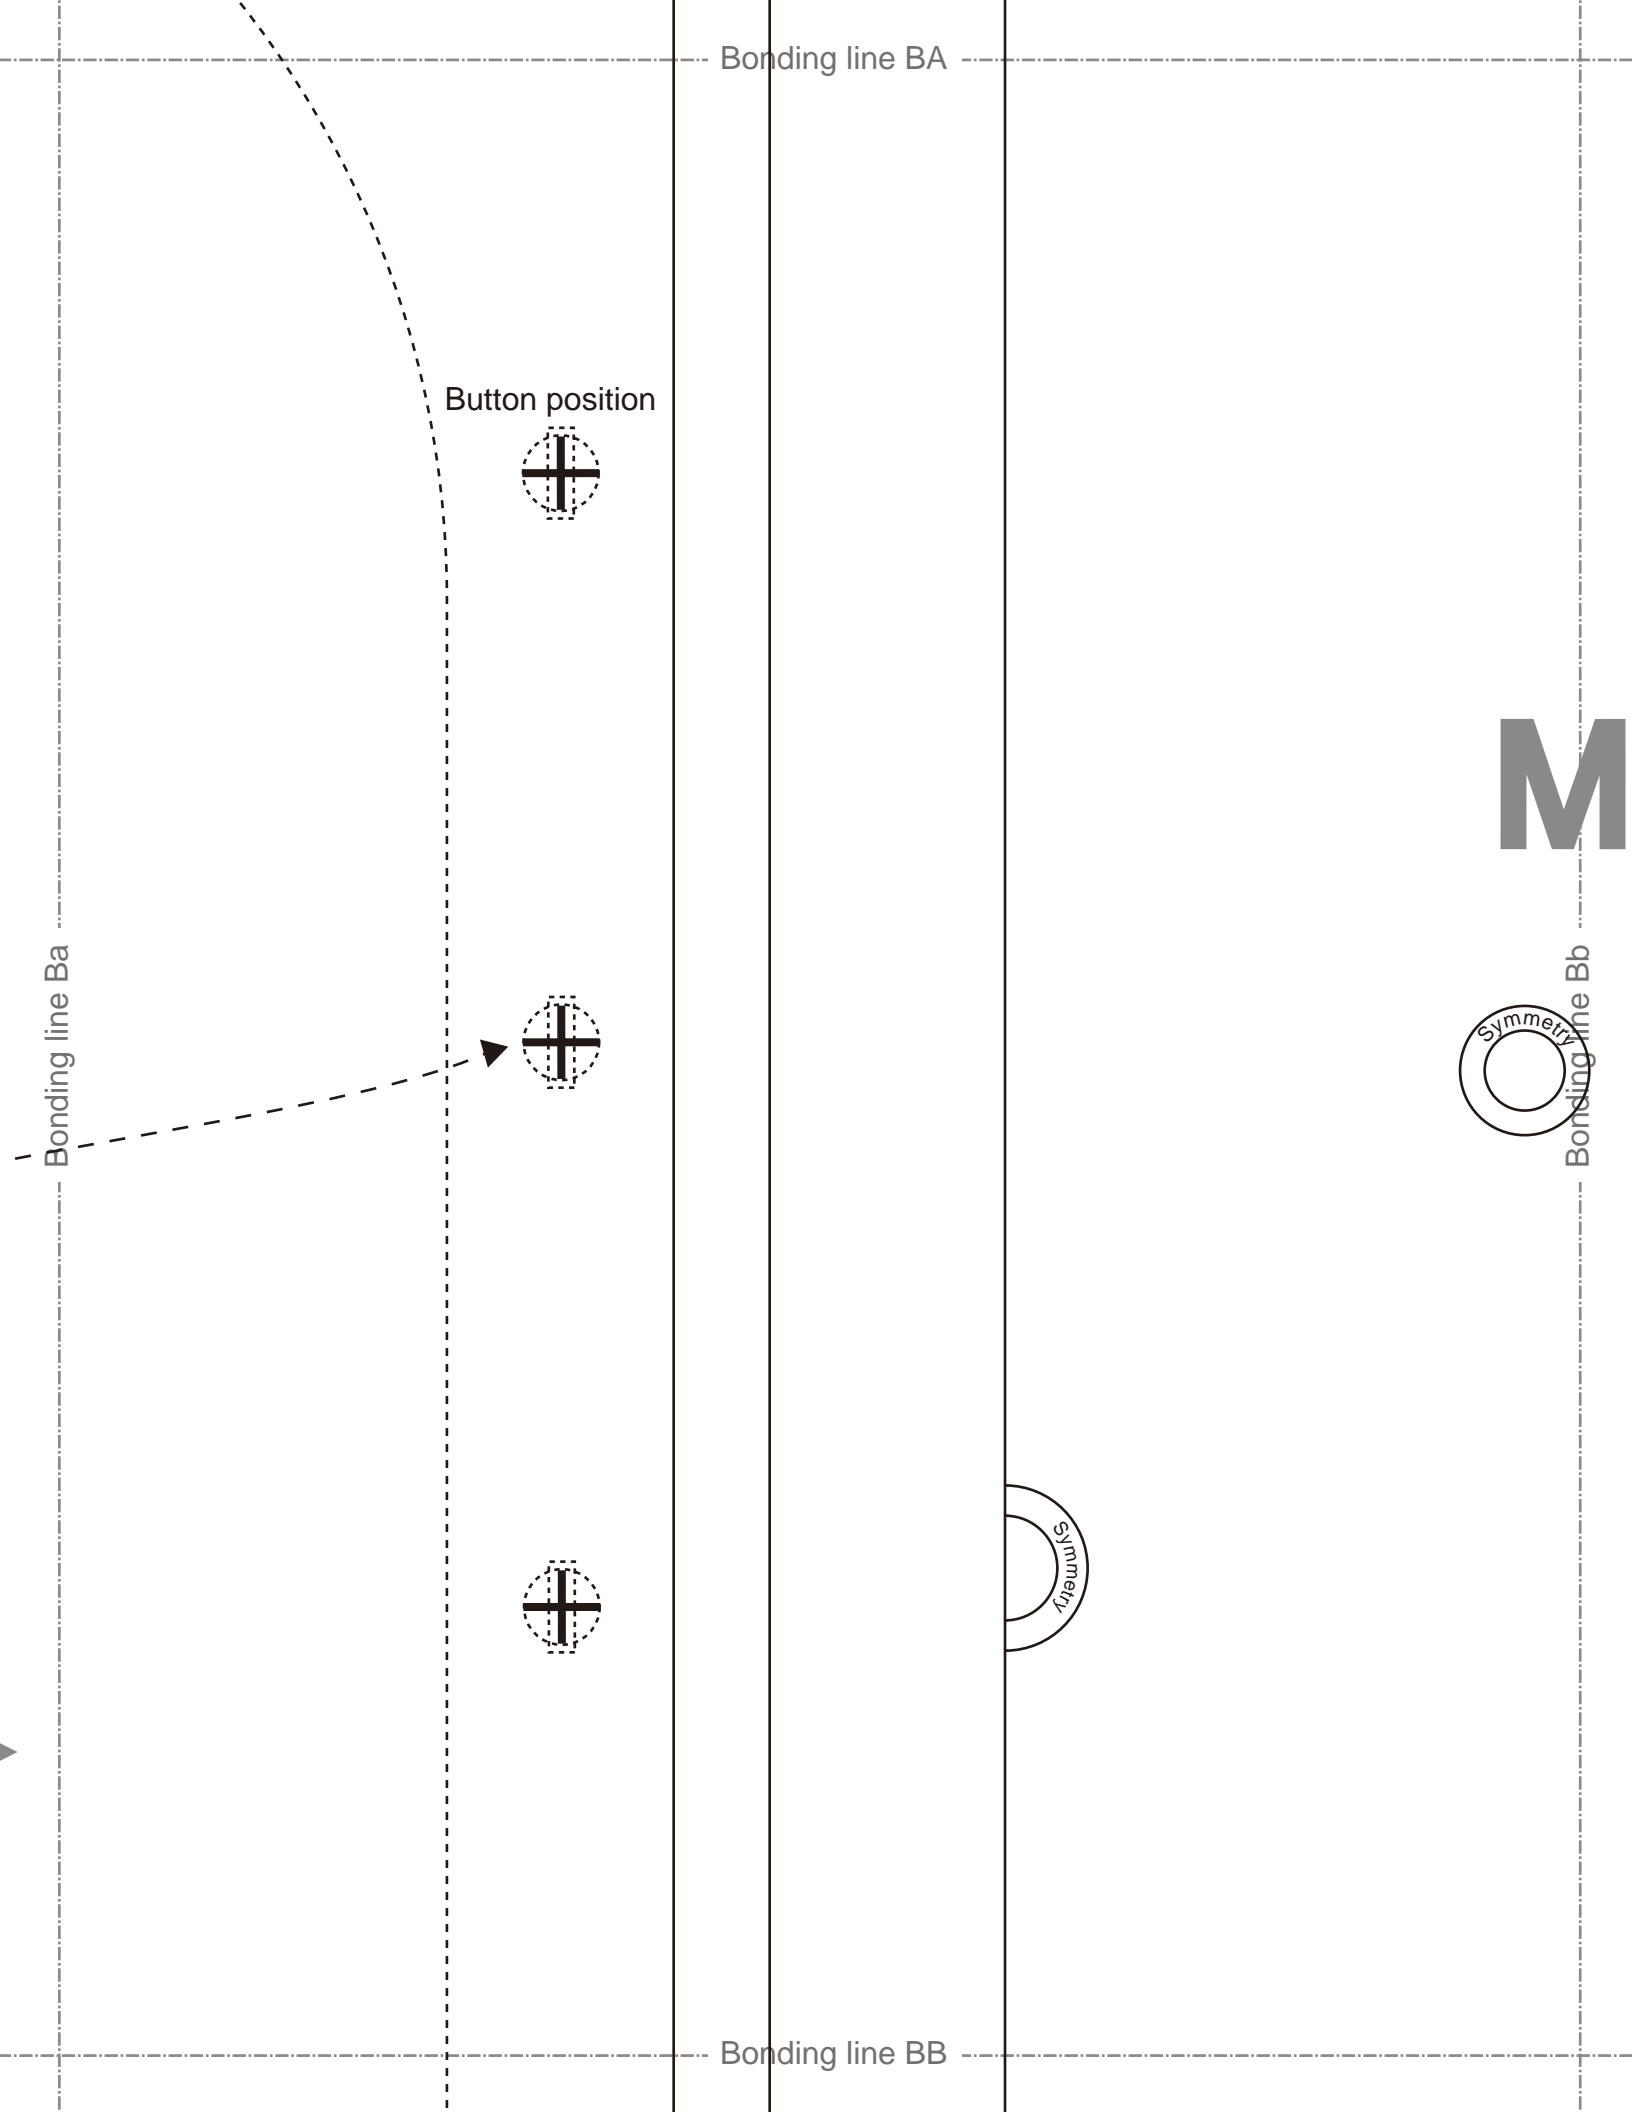 Bonding line BA
Button position
M
Bonding line Ba
Bonding line Bb
Symmetry
Symmetry
Bonding line BB